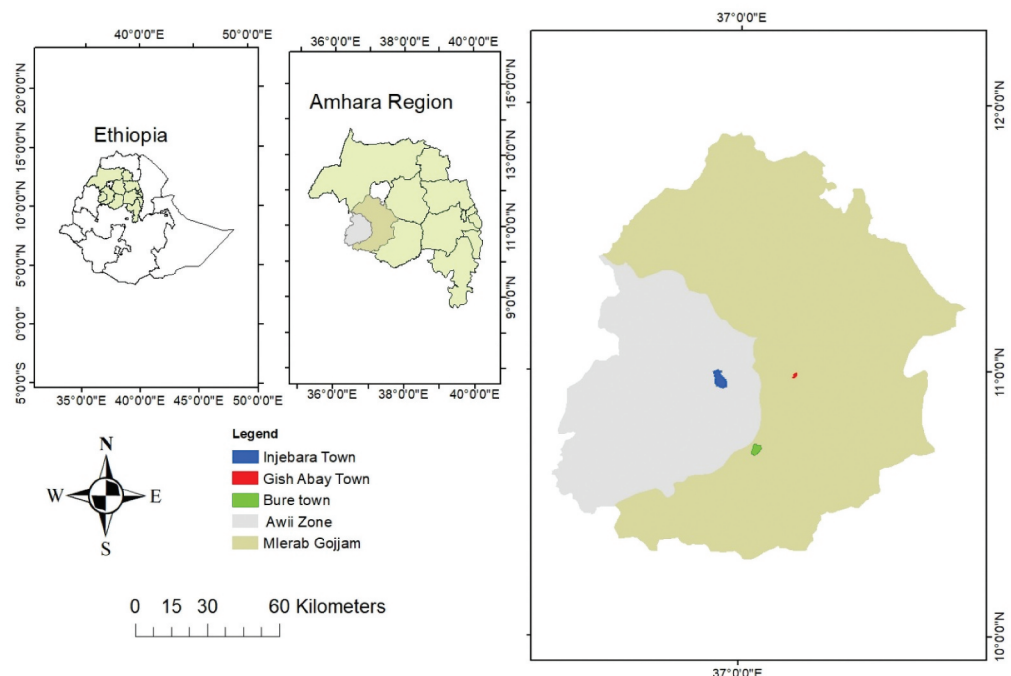 Ethiopia
40°0'0"E 50°0'0"E
20°0'0"N
15°0'0"N
10°0'0"N
5°0'0"N
0°0'0"
5°0'0"S
35°0'0"E 40°0'0"E 45°0'0"E 50°0'0"E
Amhara Region
36°0'0"E 38°0'0"E 40°0'0"E
15°0'0"N
13°0'0"N
11°0'0"N
9°0'0"N
36°0'0"E 38°0'0"E 40°0'0"E
37°0'0"E
12°0'0"N
11°0'0"N
10°0'0"N
37°0'0"E
N
W E
S
Legend
Injebara Town
Gish Abay Town
Bure town
Awii Zone
Mlerab Gojjam
0 15 30 60 Kilometers